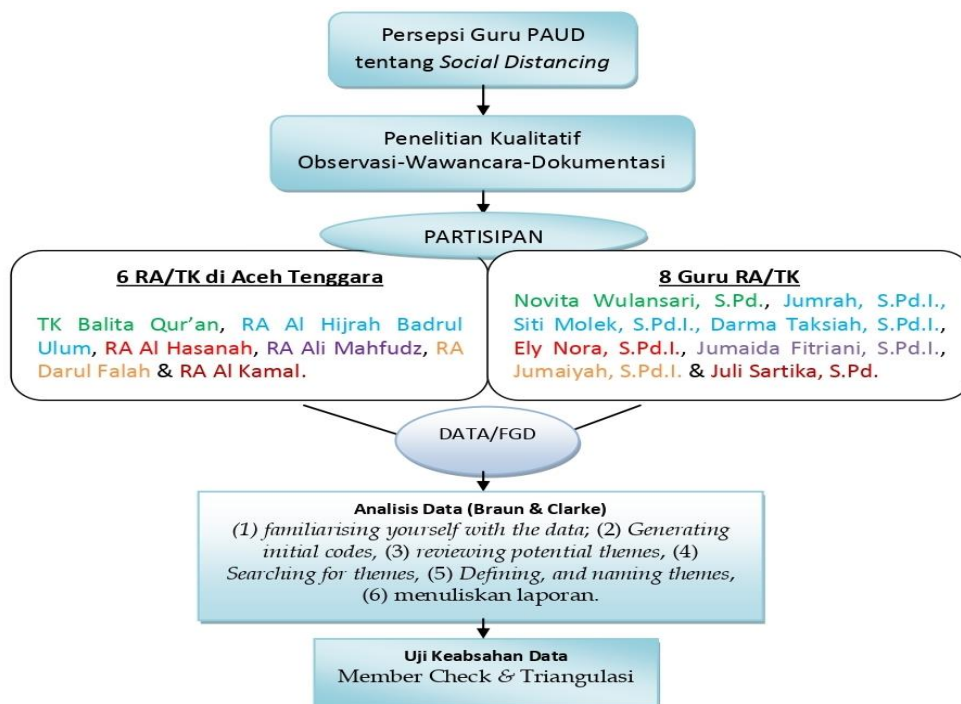 Persepsi Guru PAUD
tentang Social Distancing
Penelitian Kualitatif
Observasi-Wawancara-Dokumentasi
PARTISIPAN
6 RA/TK di Aceh Tenggara
TK Balita Qur’an, RA Al Hijrah Badrul
Ulum, RA Al Hasanah, RA Ali Mahfudz, RA
Darul Falah & RA Al Kamal.
8 Guru RA/TK
Novita Wulansari, S.Pd., Jumrah, S.Pd.I.,
Siti Molek, S.Pd.I., Darma Taksiah, S.Pd.I.,
Ely Nora, S.Pd.I., Jumaida Fitriani, S.Pd.I.,
Jumaiyah, S.Pd.I. & Juli Sartika, S.Pd.
DATA/FGD
Analisis Data (Braun & Clarke)
(1) familiarising yourself with the data; (2) Generating
initial codes, (3) reviewing potential themes, (4)
Searching for themes, (5) Defining, and naming themes,
(6) menuliskan laporan.
Uji Keabsahan Data
Member Check & Triangulasi